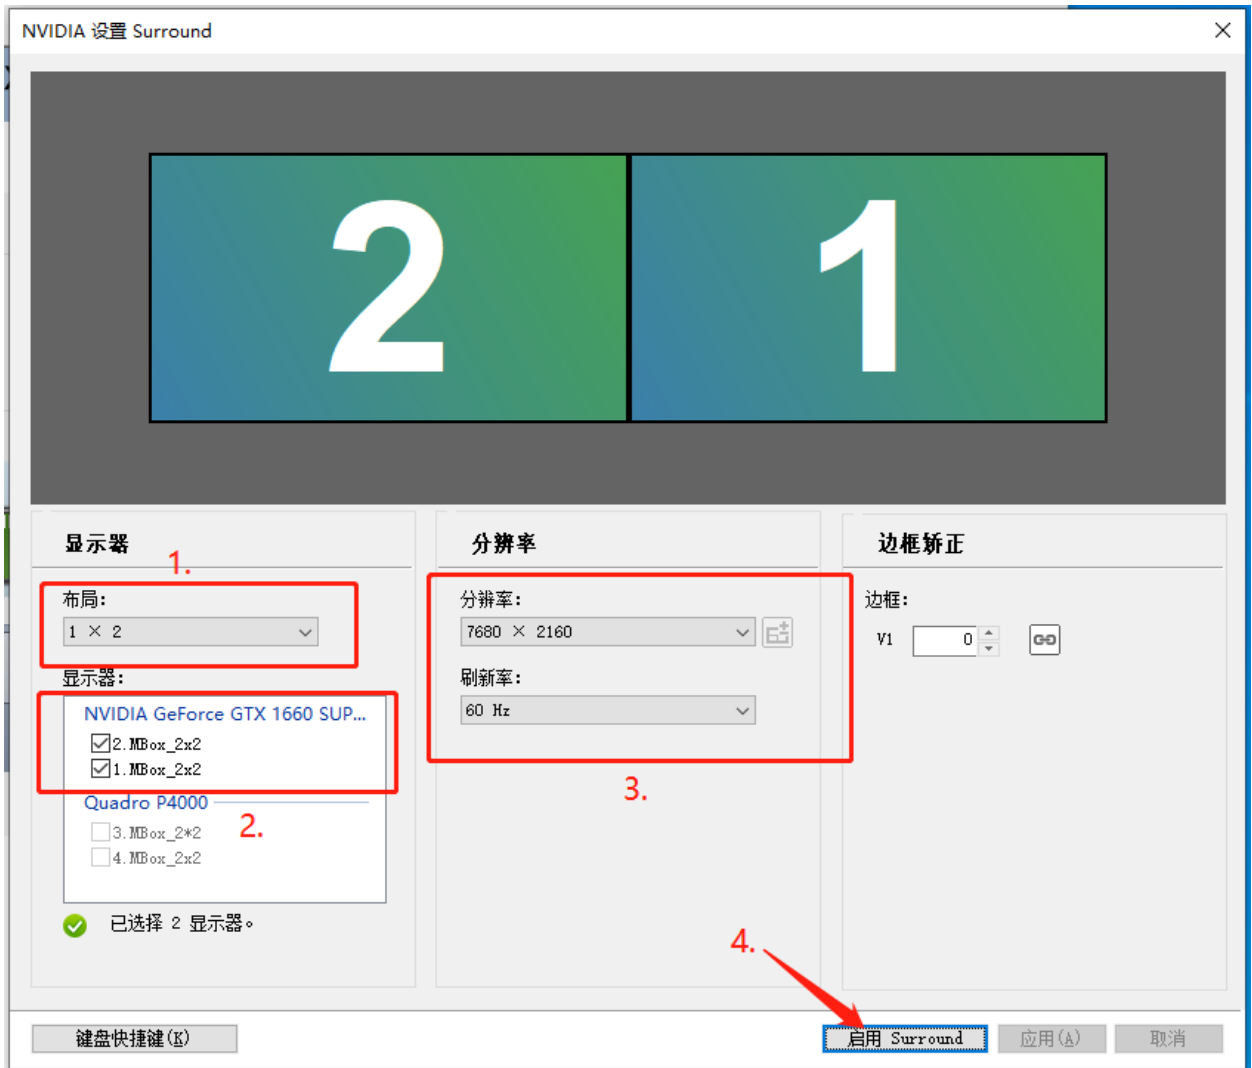 NVIDIA 设置 Surround
2
1
显示器
1.
布局:
1 × 2
显示器:
NVIDIA GeForce GTX 1660 SUP...
2.MBox_2x2
1.MBox_2x2
Quadro P4000
2.
3.MBox_2*2
4.MBox_2x2
已选择 2 显示器。
分辨率
分辨率:
7680 × 2160
刷新率:
60 Hz
3.
边框矫正
边框:
V1
0
4.
键盘快捷键(K)
启用 Surround
应用(A)
取消